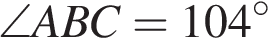 ∠ABC = 104°